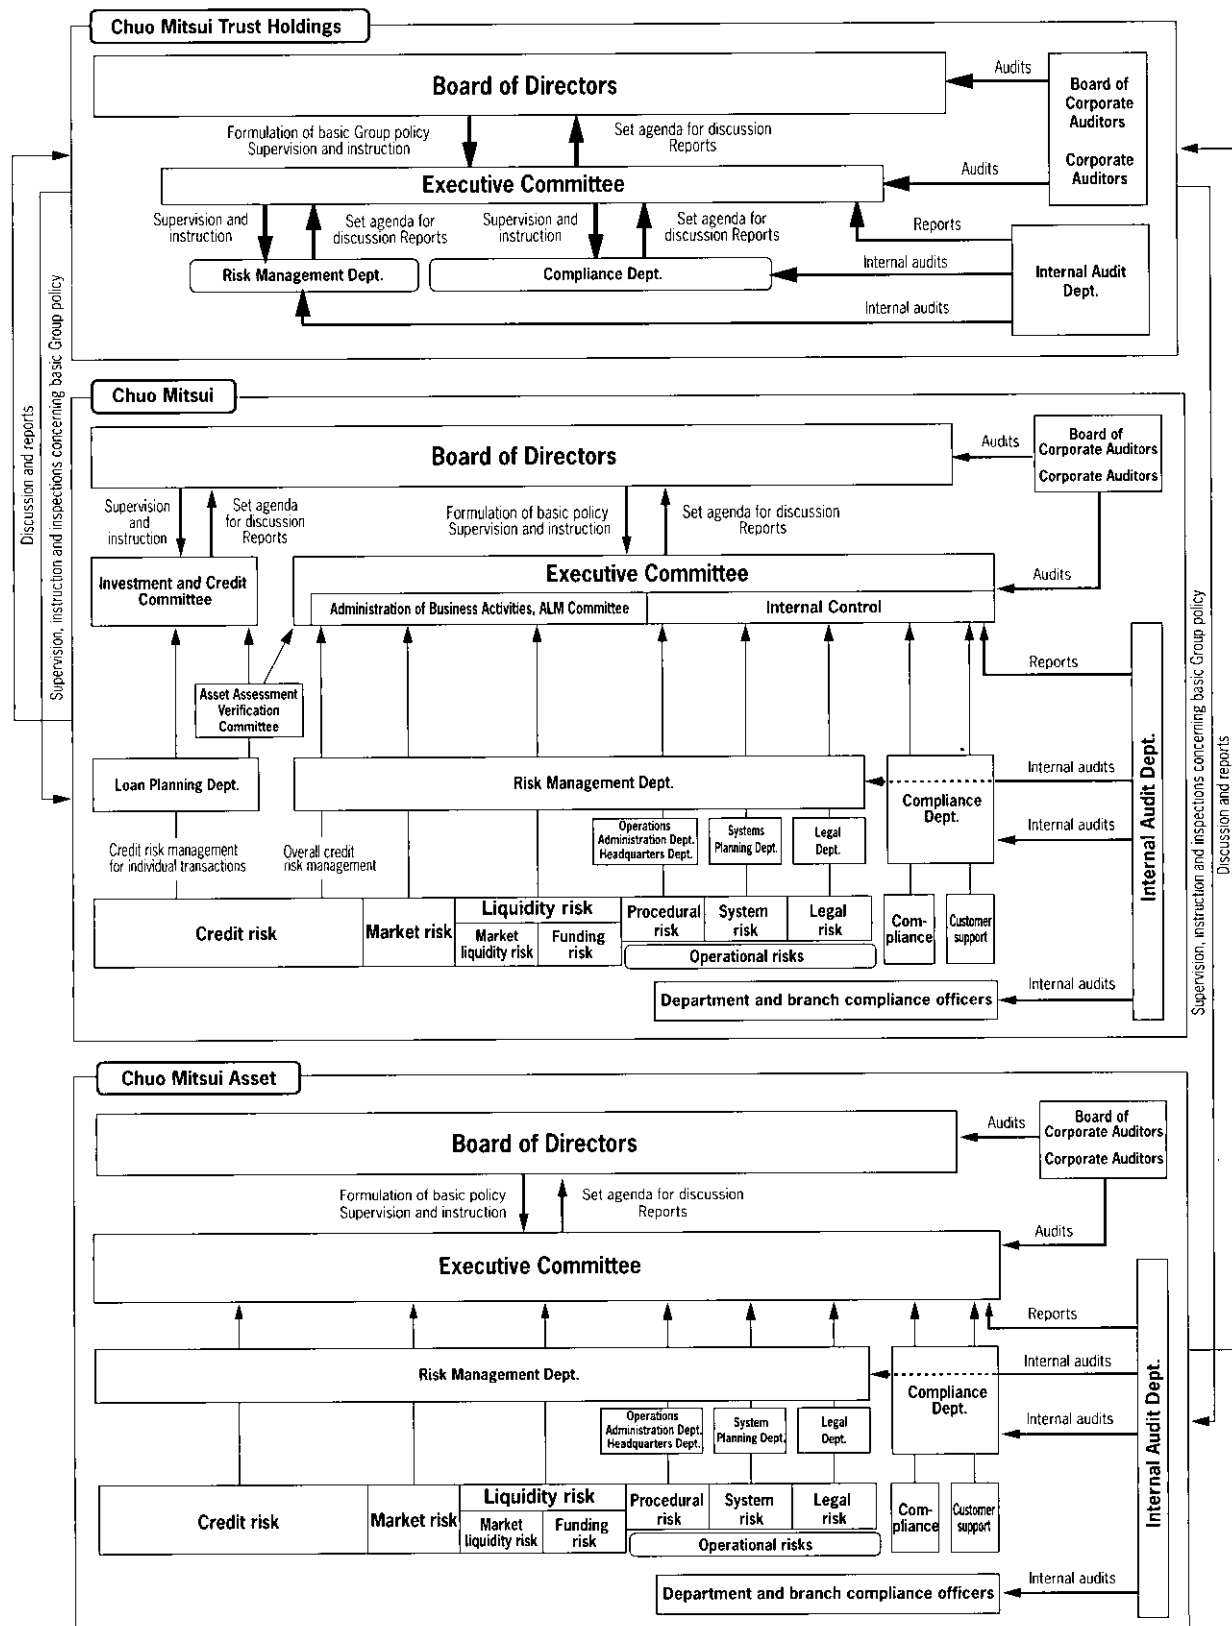 Chuo Mitsui Trust Holdings
Board of Directors
Audits
Board of
Corporate
Auditors
Corporate
Auditors
Formulation of basic Group policy
Supervision and instruction
Set agenda for discussion
Reports
Executive Committee
Audits
Supervision and
instruction
Set agenda for
discussion Reports
Supervision and
instruction
Set agenda for
discussion Reports
Reports
Risk Management Dept.
Compliance Dept.
Internal audits
Internal Audit
Dept.
Internal audits
Discussion and reports
Supervision, instruction and inspections concerning basic Group policy
Chuo Mitsui
Board of Directors
Audits
Board of
Corporate Auditors
Corporate Auditors
Supervision
and
instruction
Set agenda
for discussion
Reports
Formulation of basic policy
Supervision and instruction
Set agenda for discussion
Reports
Investment and Credit
Committee
Executive Committee
Administration of Business Activities, ALM Committee
Internal Control
Audits
Reports
Asset Assessment
Verification
Committee
Loan Planning Dept.
Risk Management Dept.
Compliance
Dept.
Internal audits
Internal audits
Internal Audit Dept.
Operations
Administration Dept.
Headquarters Dept.
Systems
Planning Dept.
Legal
Dept.
Credit risk management
for individual transactions
Overall credit
risk management
Credit risk
Market risk
Liquidity risk
Market
liquidity risk
Funding
risk
Procedural
risk
System
risk
Legal
risk
Operational risks
Com-
pliance
Customer
support
Department and branch compliance officers
Internal audits
Supervision, instruction and inspections concerning basic Group policy
Discussion and reports
Chuo Mitsui Asset
Board of Directors
Audits
Board of
Corporate Auditors
Corporate Auditors
Formulation of basic policy
Supervision and instruction
Set agenda for discussion
Reports
Executive Committee
Audits
Reports
Risk Management Dept.
Compliance
Dept.
Internal audits
Internal audits
Internal Audit Dept.
Operations
Administration Dept.
Headquarters Dept.
System
Planning Dept.
Legal
Dept.
Credit risk
Market risk
Liquidity risk
Market
liquidity risk
Funding
risk
Procedural
risk
System
risk
Legal
risk
Operational risks
Com-
pliance
Customer
support
Department and branch compliance officers
Internal audits